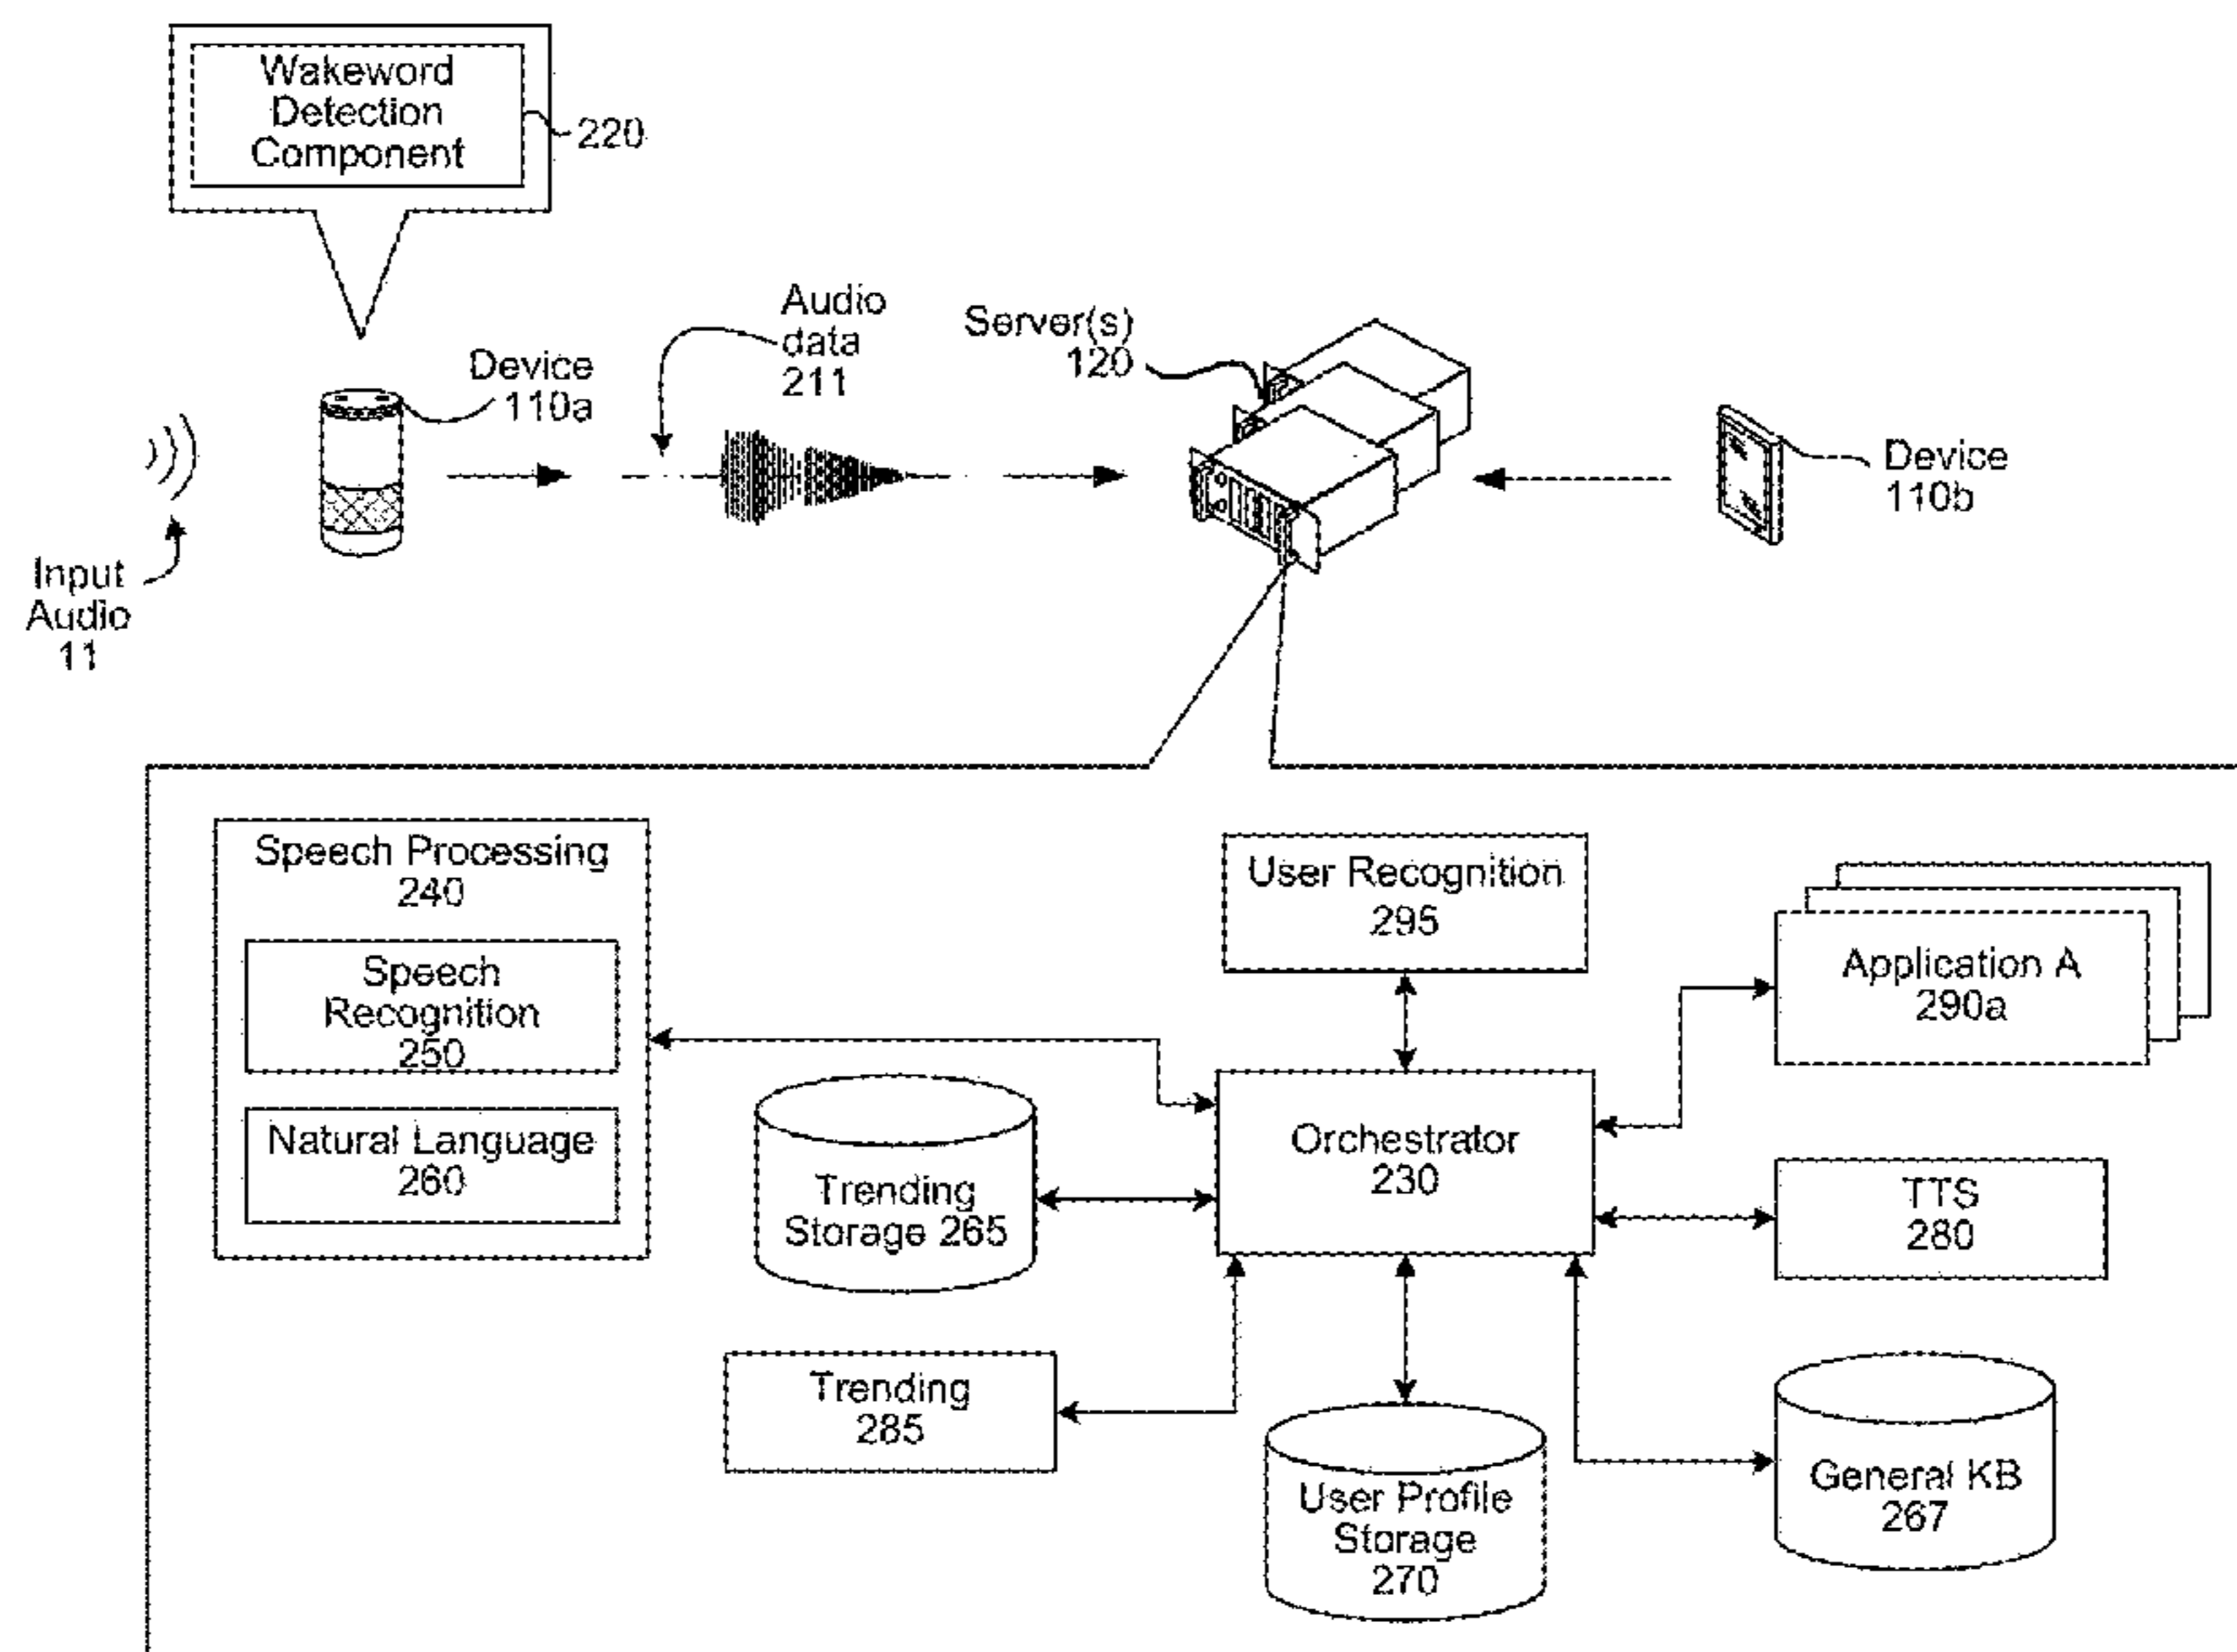 Wakeword
Detection
Component
220
Audio
data
211
Server(s)
120
Device
110a
Device
110b
Input
Audio
11
Speech Processing
240
Speech
Recognition
250
Natural Language
260
User Recognition
295
Application A
290a
Orchestrator
230
Trending
Storage 265
TTS
280
Trending
285
User Profile
Storage
270
General KB
267